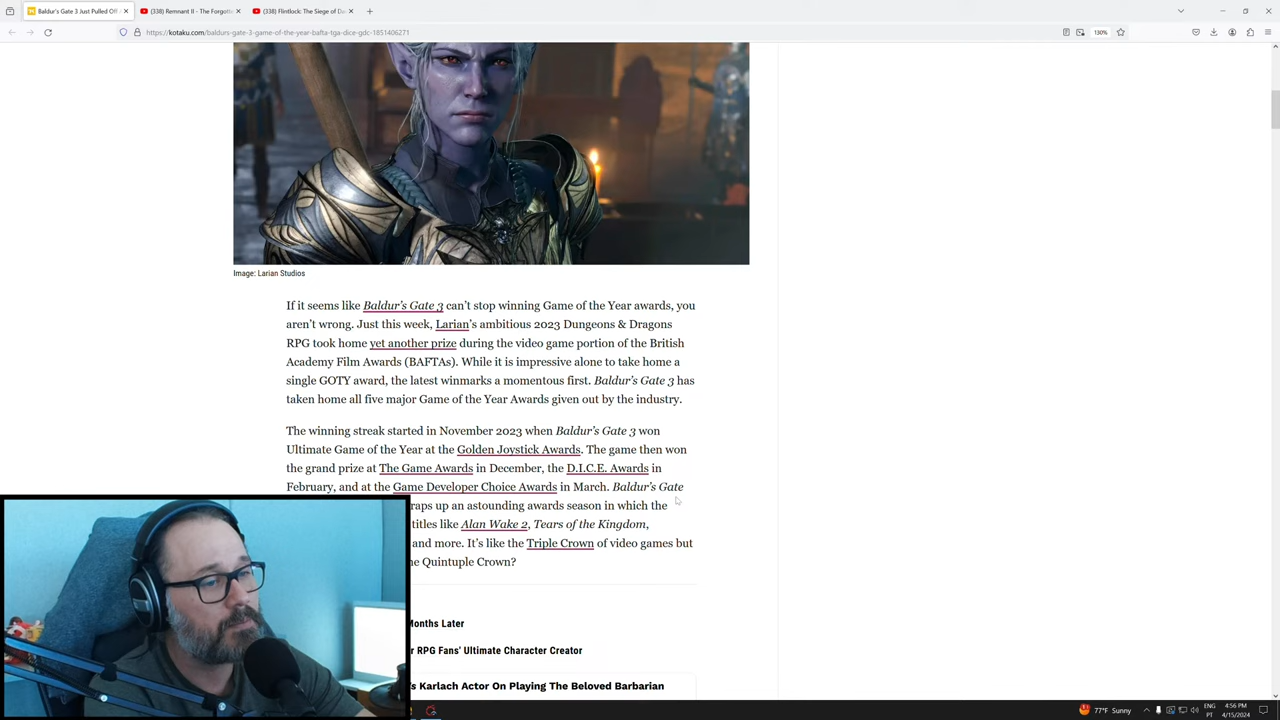 Baldur's Gate 3 Just Pulled Off
(338) Remnant II - The Forgott
(338) Flintlock: The Siege of Da
https://kotaku.com/baldurs-gate-3-game-of-the-year-bafta-tga-dice-gdc-1851406271
130%
Image: Larian Studios
If it seems like Baldur's Gate 3 can't stop winning Game of the Year awards, you
aren't wrong. Just this week, Larian's ambitious 2023 Dungeons & Dragons
RPG took home yet another prize during the video game portion of the British
Academy Film Awards (BAFTAs). While it is impressive alone to take home a
single GOTY award, the latest winmarks a momentous first. Baldur's Gate 3 has
taken home all five major Game of the Year Awards given out by the industry.
The winning streak started in November 2023 when Baldur's Gate 3 won
Ultimate Game of the Year at the Golden Joystick Awards. The game then won
the grand prize at The Game Awards in December, the D.I.C.E. Awards in
February, and at the Game Developer Choice Awards in March. Baldur's Gate
raps up an astounding awards season in which the
titles like Alan Wake 2, Tears of the Kingdom,
and more. It's like the Triple Crown of video games but
he Quintuple Crown?
Months Later
r RPG Fans' Ultimate Character Creator
's Karlach Actor On Playing The Beloved Barbarian
77°F Sunny
ENG
PT
4:56 PM
4/15/2024